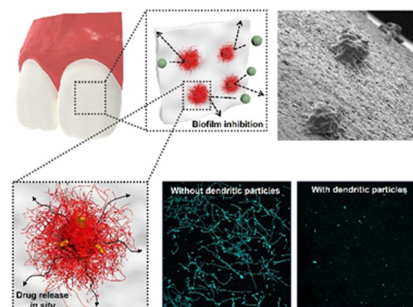 Biofilm inhibition
Without dendritic particles
With dendritic particles
Drug release
in situ